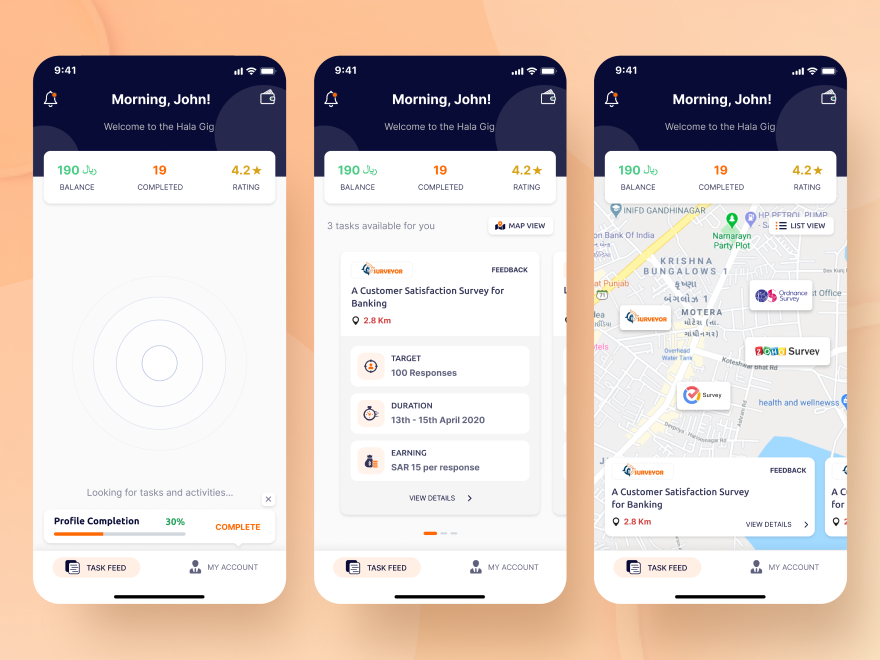 9:41
Morning, John!
Welcome to the Hala Gig
190 ﷼
BALANCE
19
COMPLETED
4.2★
RATING
Looking for tasks and activities...
Profile Completion 30%
COMPLETE
TASK FEED
MY ACCOUNT
9:41
Morning, John!
Welcome to the Hala Gig
190 ﷼
BALANCE
19
COMPLETED
4.2★
RATING
3 tasks available for you
MAP VIEW
SURVEYOR
FEEDBACK
A Customer Satisfaction Survey for
Banking
2.8 Km
TARGET
100 Responses
DURATION
13th - 15th April 2020
EARNING
SAR 15 per response
VIEW DETAILS
TASK FEED
MY ACCOUNT
9:41
Morning, John!
Welcome to the Hala Gig
190 ﷼
BALANCE
19
COMPLETED
4.2★
RATING
INIFD GANDHINAGAR
HP PETROL PUMP
LIST VIEW
on Bank Of India
Narnarayn
Party Plot
KRISHNA
BUNGALOWS 1
કૃષ્ણા
બંગલોઝ 1
at Punjab
71
Ordnance
Survey
st Office
MOTERA
મોટેરા (તા.
ગાંધીનગર)
SURVEYOR
tels
Overhead
Water Tank
ZOHO Survey
Koteshwar Bhat Rd
Survey
health and wellnewss
Ashram Rd
SURVEYOR
FEEDBACK
A Customer Satisfaction Survey
for Banking
2.8 Km
VIEW DETAILS
TASK FEED
MY ACCOUNT